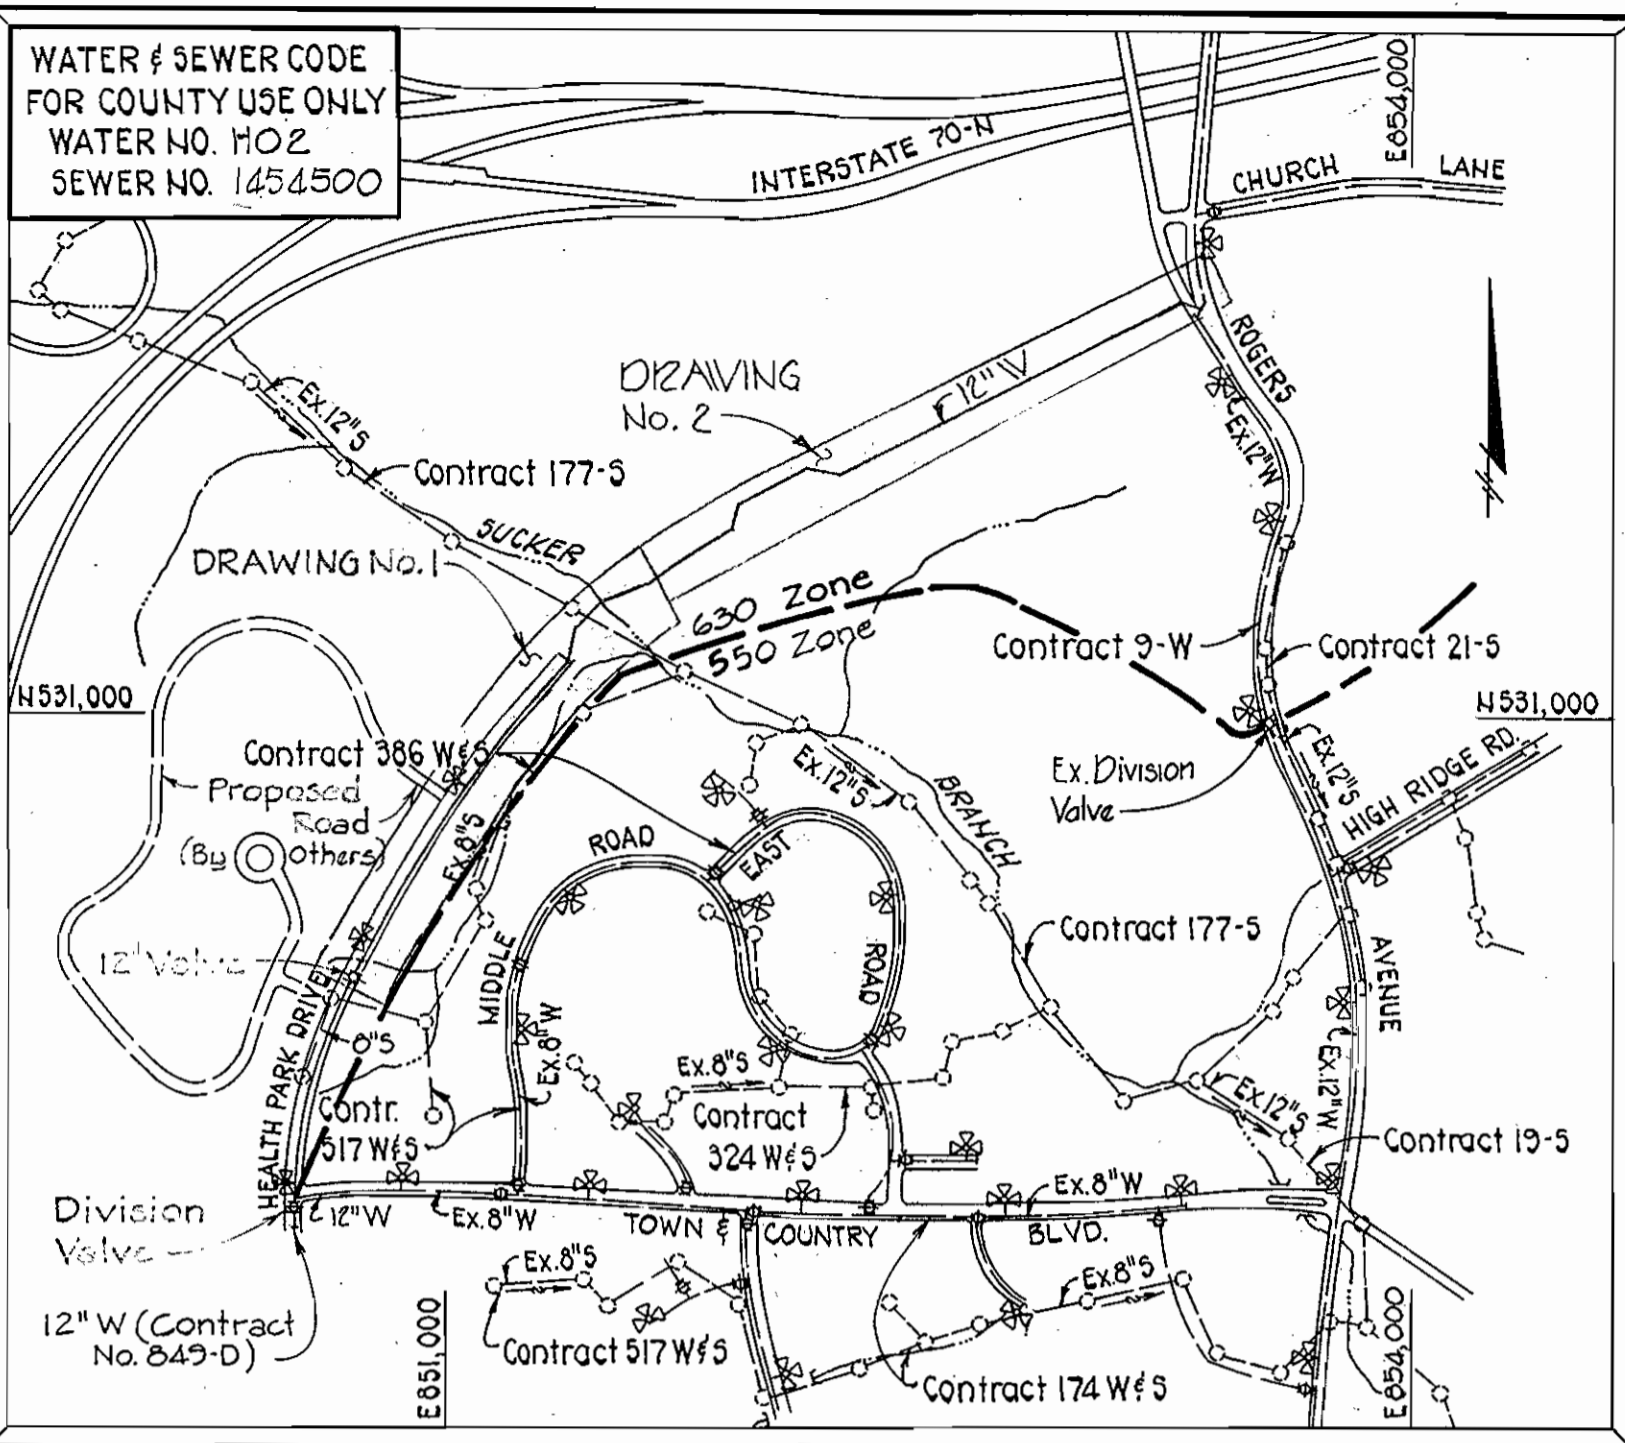 WATER & SEWER CODE
FOR COUNTY USE ONLY
WATER NO. H02
SEWER NO. 1454500
E854,000
INTERSTATE 70-N
CHURCH LANE
ROGERS
DRAWING
No. 2
12" W
Ex.12"S
Ex.12"W
Contract 177-S
SUCKER
DRAWING No.1
630 Zone
550 Zone
Contract 9-W
Contract 21-S
N531,000
N531,000
Contract 386 W&S
Proposed
Road
(By Others)
Ex.8"S
ROAD
EAST
Ex.12"S
BRANCH
Ex.Division
Valve
Ex.12"S
HIGH RIDGE RD.
12" Valve
MIDDLE
ROAD
Contract 177-S
AVENUE
HEALTH PARK DRIVE
8"S
Ex.8"W
Ex.8"S
Contr.
517 W&S
Contract
324 W&S
Ex.12"S
Ex.12"W
Contract 19-S
Division
Valve
12"W
Ex.8"W
TOWN & COUNTRY BLVD.
Ex.8"W
Ex.8"S
Ex.8"S
12" W (Contract
No. 849-D)
E851,000
Contract 517 W&S
Contract 174 W&S
E854,000